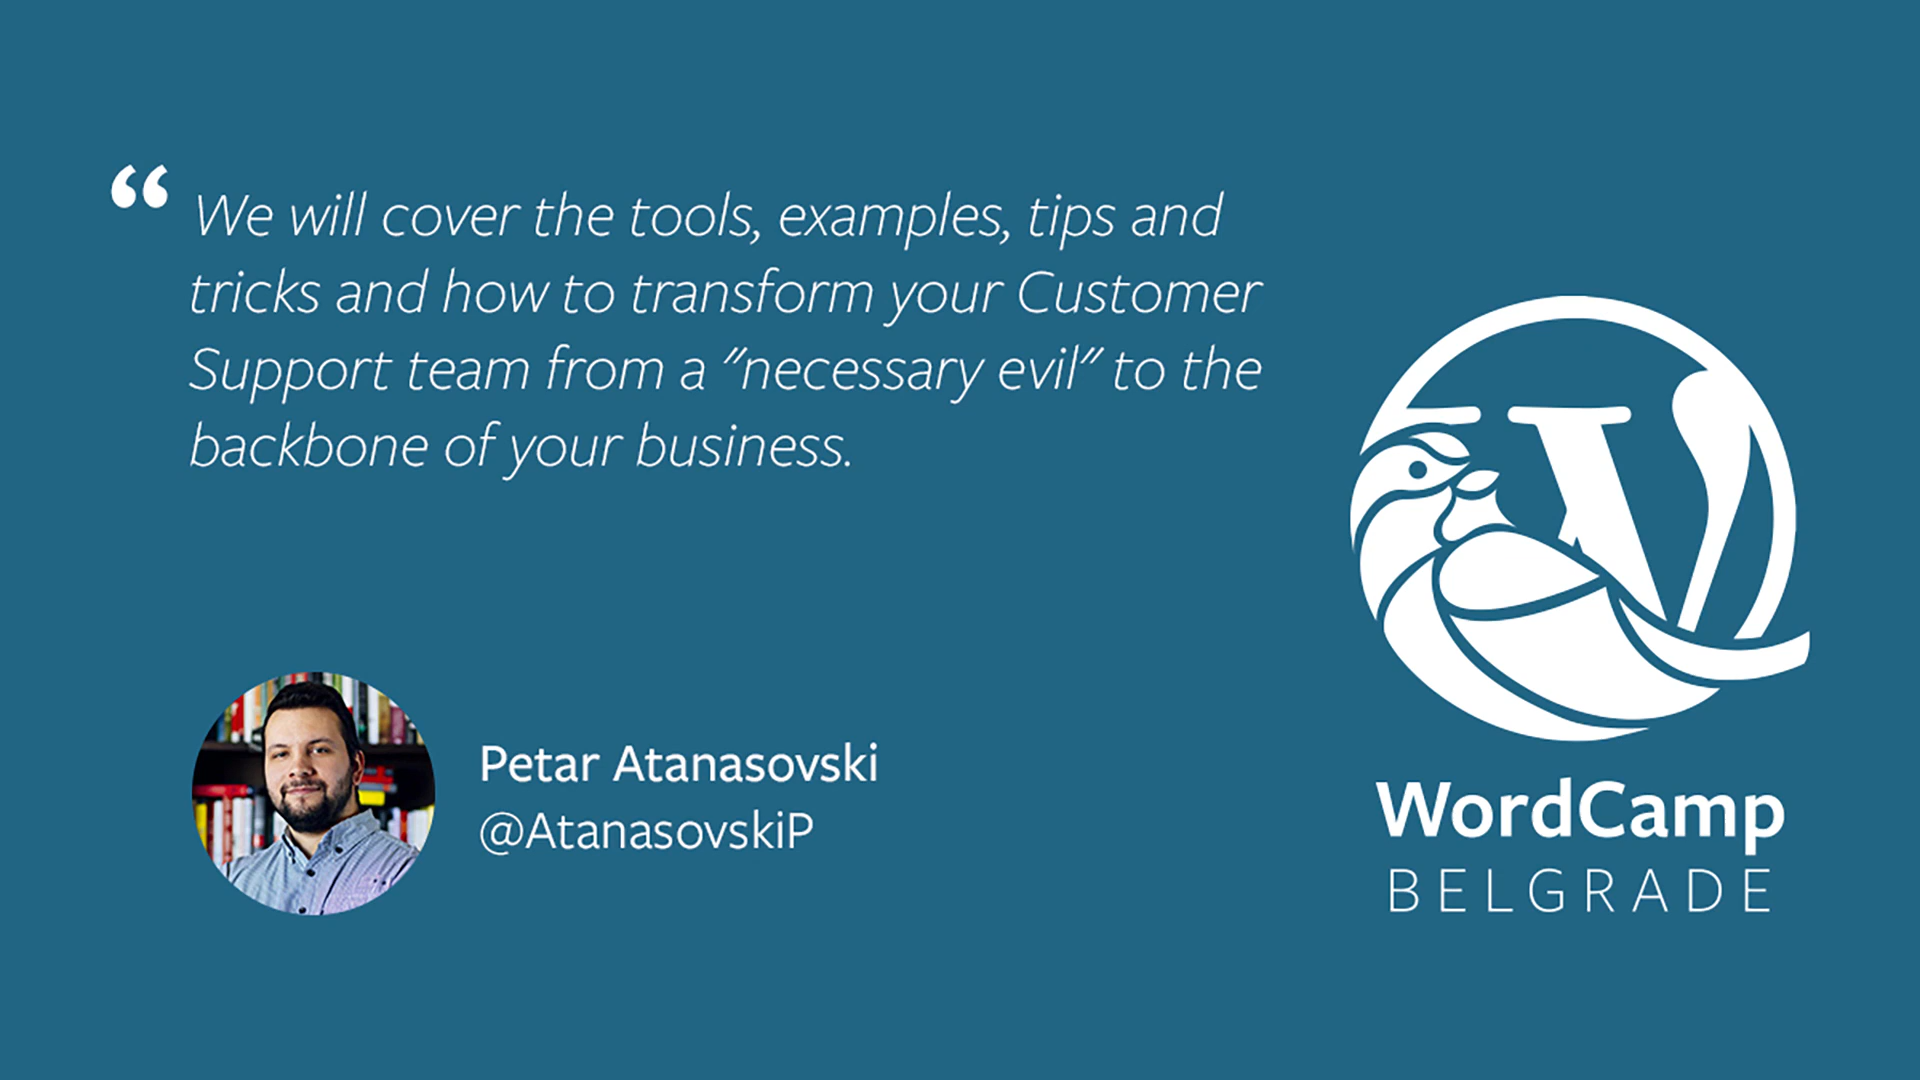 “ We will cover the tools, examples, tips and
tricks and how to transform your Customer
Support team from a "necessary evil" to the
backbone of your business.
Petar Atanasovski
@AtanasovskiP
WordCamp
BELGRADE